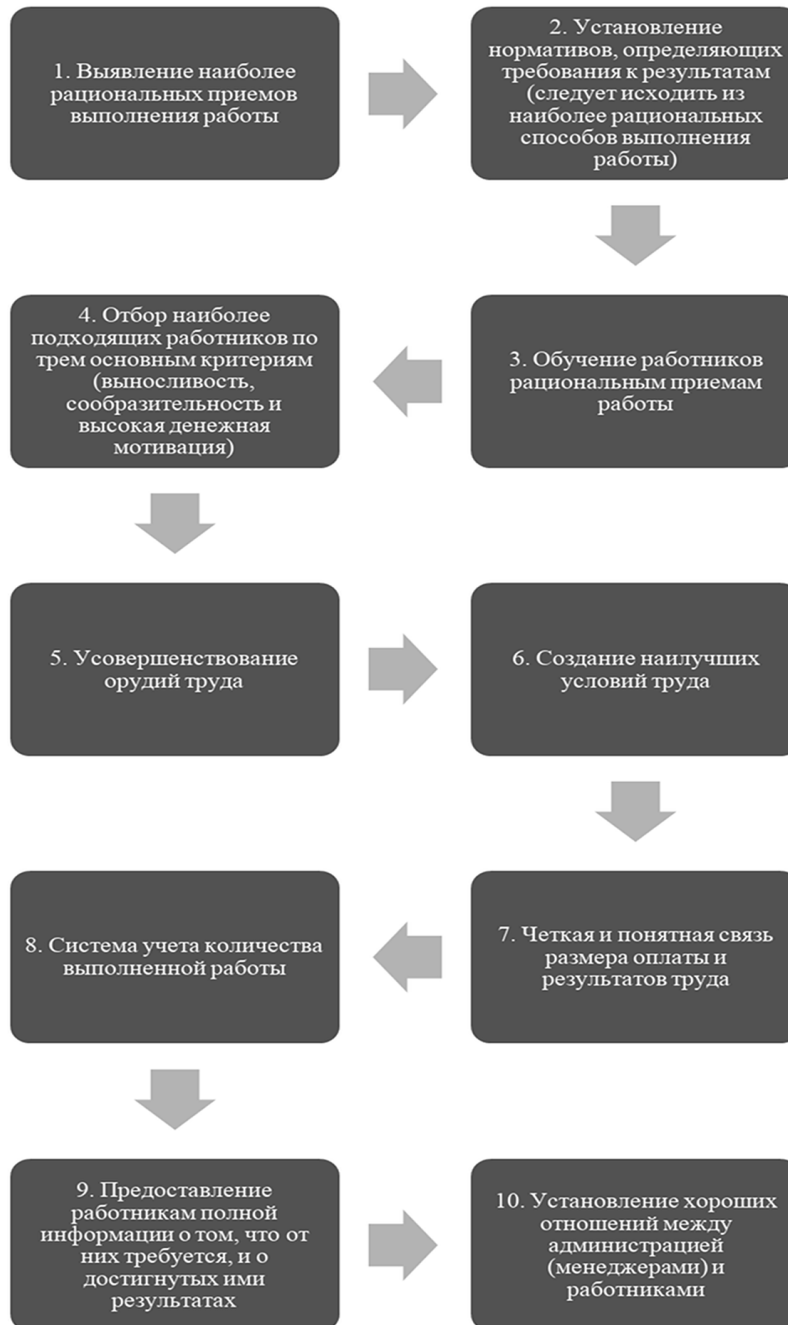 1. Выявление наиболее
рациональных приемов
выполнения работы
2. Установление
нормативов, определяющих
требования к результатам
(следует исходить из
наиболее рациональных
способов выполнения
работы)
3. Обучение работников
рациональным приемам
работы
4. Отбор наиболее
подходящих работников по
трем основным критериям
(выносливость,
сообразительность и
высокая денежная
мотивация)
5. Усовершенствование
орудий труда
6. Создание наилучших
условий труда
7. Четкая и понятная связь
размера оплаты и
результатов труда
8. Система учета количества
выполненной работы
9. Предоставление
работникам полной
информации о том, что от
них требуется, и о
достигнутых ими
результатах
10. Установление хороших
отношений между
администрацией
(менеджерами) и
работниками